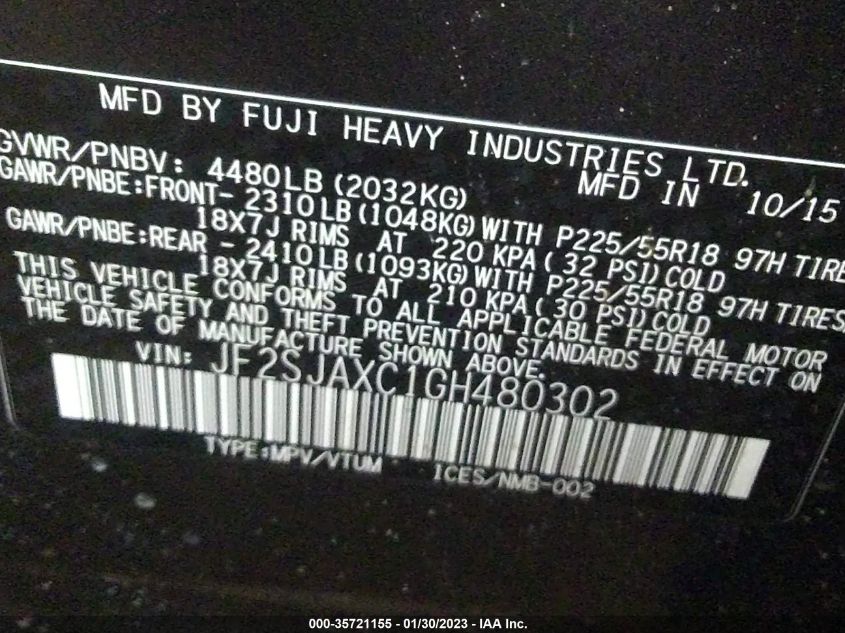 MFD BY FUJI HEAVY INDUSTRIES LTD.
GVWR/PNBV: 4480LB (2032KG) MFD IN 10/15
GAWR/PNBE:FRONT- 2310LB (1048KG) WITH P225/55R18 97H TIRE
18X7J RIMS AT 220 KPA ( 32 PSI) COLD
GAWR/PNBE:REAR - 2410LB (1093KG) WITH P225/55R18 97H TIRES
18X7J RIMS AT 210 KPA ( 30 PSI) COLD
THIS VEHICLE CONFORMS TO ALL APPLICABLE FEDERAL MOTOR
VEHICLE SAFETY AND THEFT PREVENTION STANDARDS IN EFFECT ON
THE DATE OF MANUFACTURE SHOWN ABOVE.
VIN: JF2SJAXC1GH480302
TYPE:MPV/VTUM ICES/NMB-002
000-35721155 - 01/30/2023 - IAA Inc.